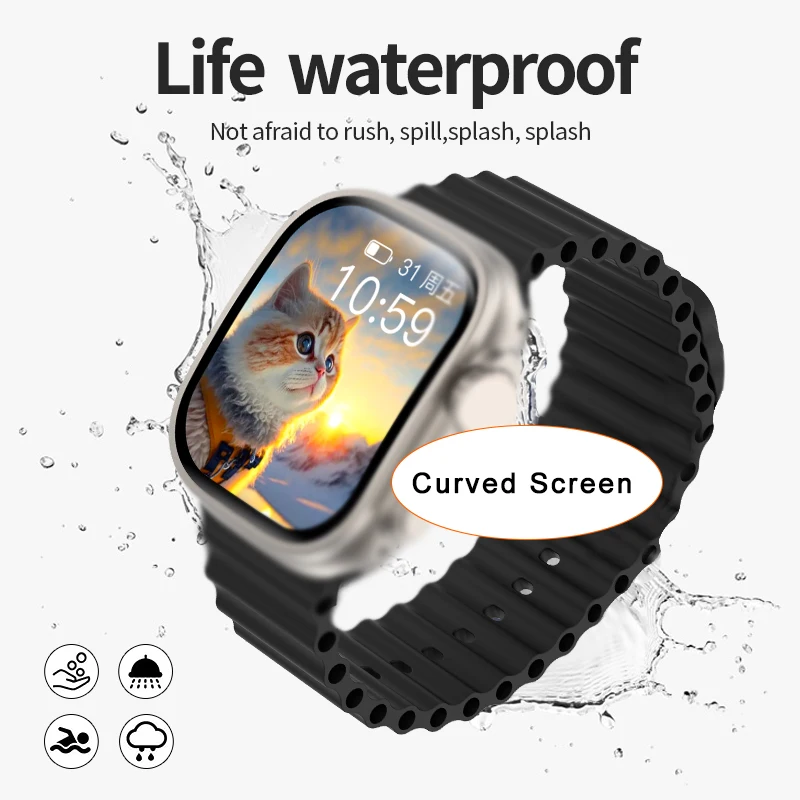 Life waterproof
Not afraid to rush, spill,splash, splash
31 周五
10:59
Curved Screen